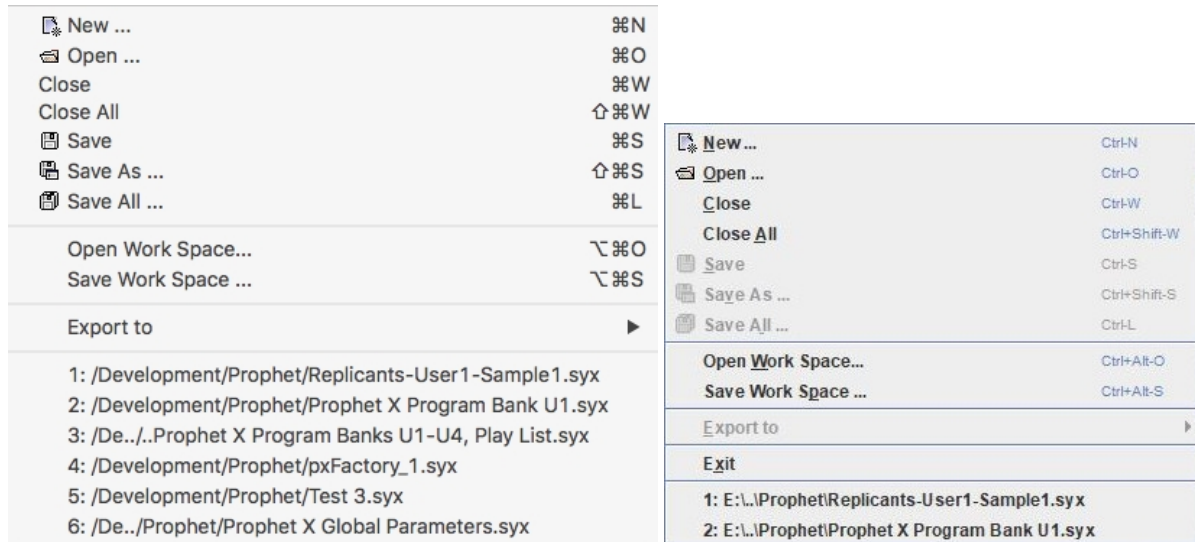 New ... ⌘N
Open ... ⌘O
Close ⌘W
Close All ⇧⌘W
Save ⌘S
Save As ... ⇧⌘S
Save All ... ⌘L
Open Work Space... ⌥⌘O
Save Work Space ... ⌥⌘S
Export to
1: /Development/Prophet/Replicants-User1-Sample1.syx
2: /Development/Prophet/Prophet X Program Bank U1.syx
3: /De../..Prophet X Program Banks U1-U4, Play List.syx
4: /Development/Prophet/pxFactory_1.syx
5: /Development/Prophet/Test 3.syx
6: /De../Prophet/Prophet X Global Parameters.syx
New ... Ctrl-N
Open ... Ctrl-O
Close Ctrl-W
Close All Ctrl+Shift-W
Save Ctrl-S
Save As ... Ctrl+Shift-S
Save All ... Ctrl-L
Open Work Space... Ctrl+Alt-O
Save Work Space ... Ctrl+Alt-S
Export to
Exit
1: E:\..\Prophet\Replicants-User1-Sample1.syx
2: E:\..\Prophet\Prophet X Program Bank U1.syx